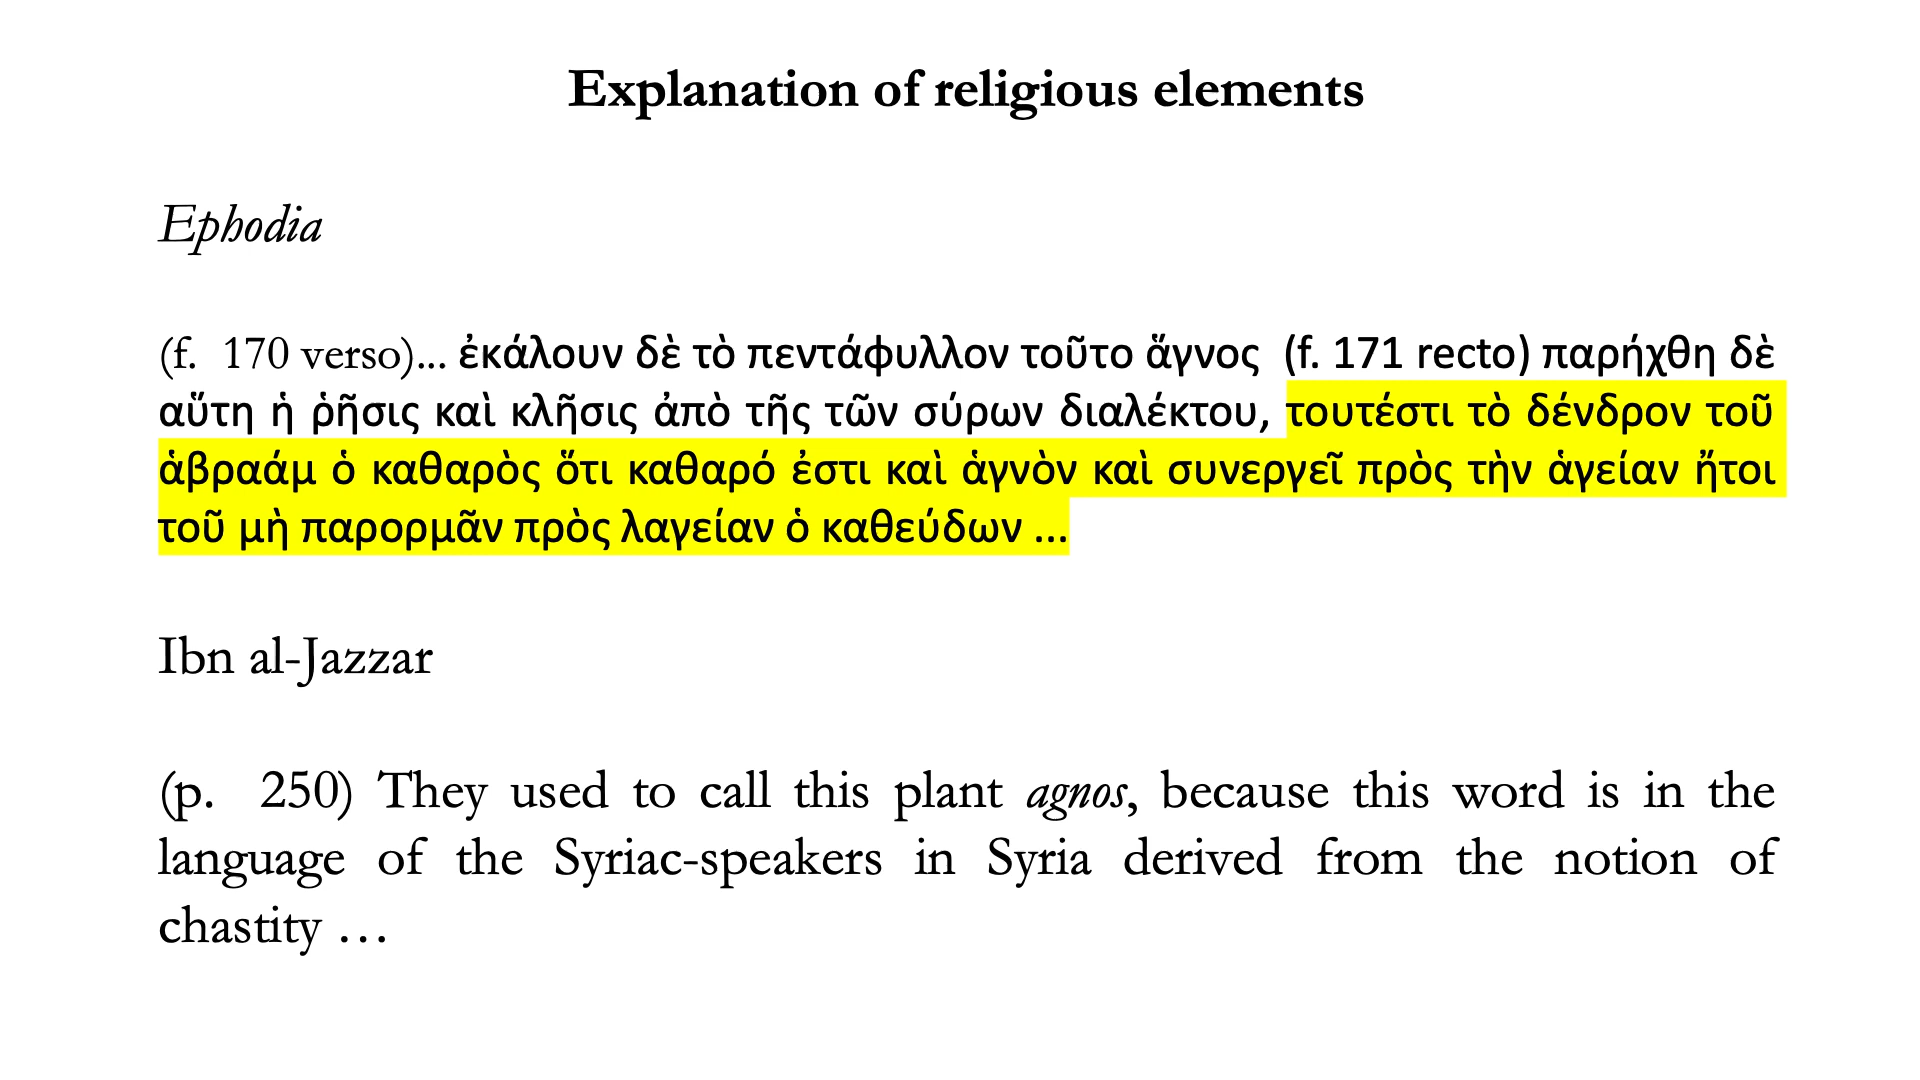 Explanation of religious elements
Ephodia
(f. 170 verso)... ἐκάλουν δὲ τὸ πεντάφυλλον τοῦτο ἅγνος (f. 171 recto) παρήχθη δὲ
αὕτη ἡ ῥῆσις καὶ κλῆσις ἀπὸ τῆς τῶν σύρων διαλέκτου, τουτέστι τὸ δένδρον τοῦ
ἁβραάμ ὁ καθαρὸς ὅτι καθαρό ἐστι καὶ ἁγνὸν καὶ συνεργεῖ πρὸς τὴν ἁγείαν ἤτοι
τοῦ μὴ παρορμᾶν πρὸς λαγείαν ὁ καθεύδων ...
Ibn al-Jazzar
(p. 250) They used to call this plant agnos, because this word is in the
language of the Syriac-speakers in Syria derived from the notion of
chastity …